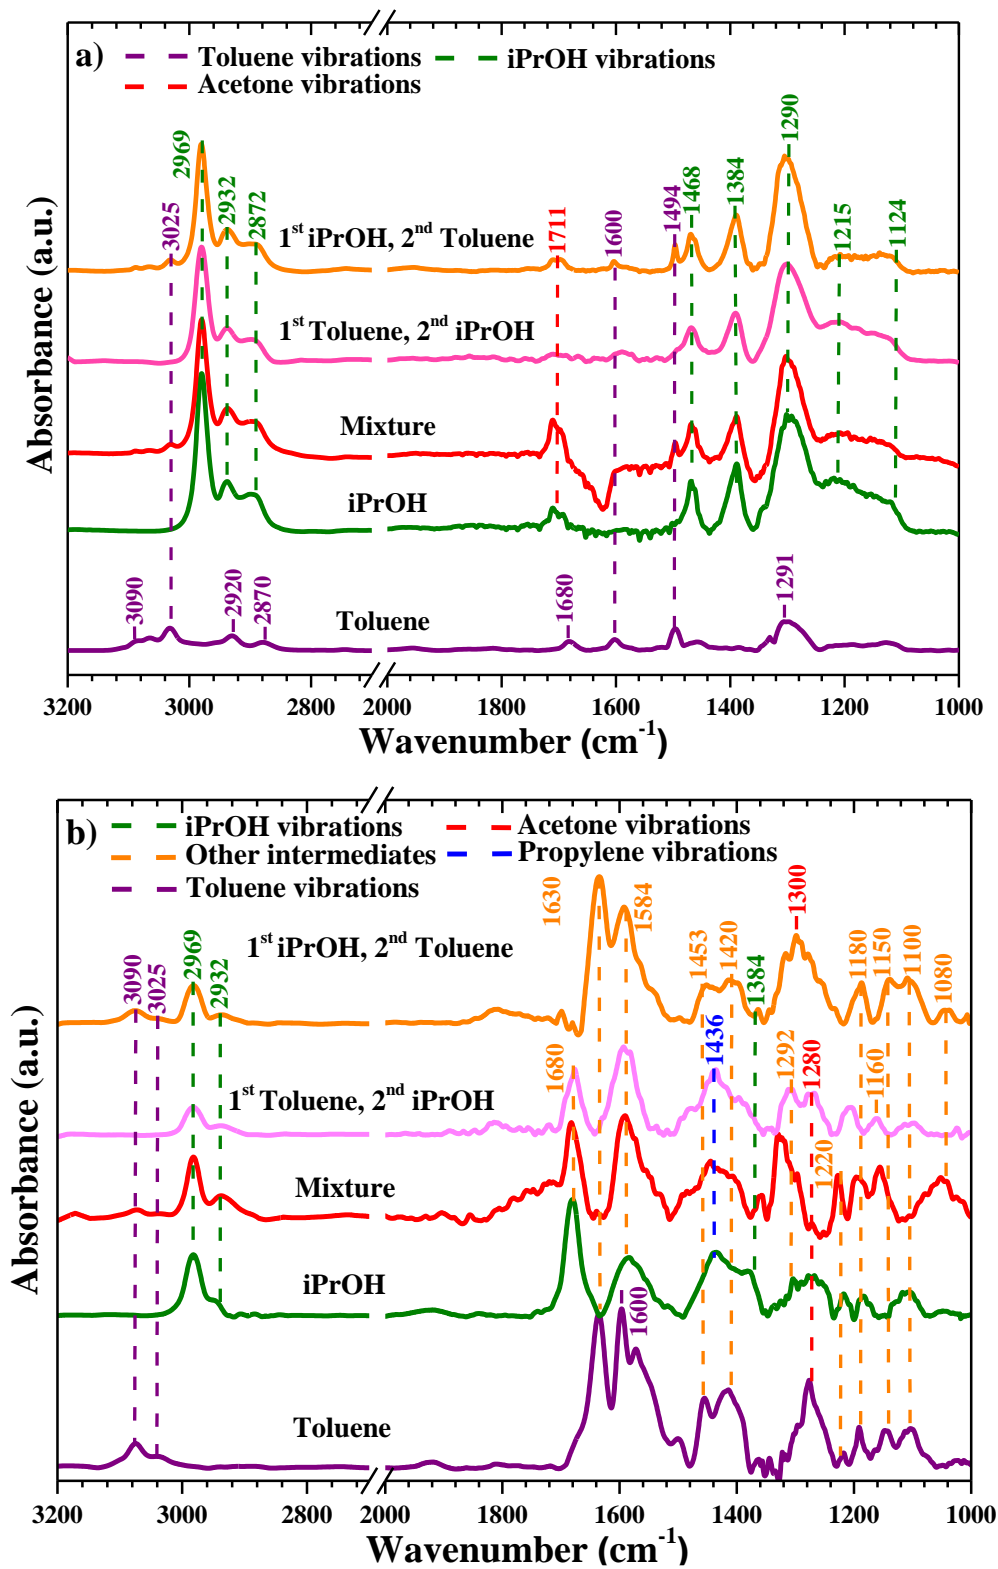 a)
Toluene vibrations
iPrOH vibrations
Acetone vibrations
2969
3025
2932
2872
1711
1600
1494
1468
1384
1290
1215
1124
1st iPrOH, 2nd Toluene
1st Toluene, 2nd iPrOH
Mixture
iPrOH
3090
2920
2870
1680
1291
Toluene
Absorbance (a.u.)
3200
3000
2800
2000
1800
1600
1400
1200
1000
Wavenumber (cm-1)
b)
iPrOH vibrations
Acetone vibrations
Other intermediates
Propylene vibrations
Toluene vibrations
1630
1584
1300
1st iPrOH, 2nd Toluene
3090
3025
2969
2932
1453
1420
1384
1180
1150
1100
1080
1680
1436
1292
1280
1160
1st Toluene, 2nd iPrOH
1220
Mixture
iPrOH
1600
Toluene
Absorbance (a.u.)
3200
3000
2800
2000
1800
1600
1400
1200
1000
Wavenumber (cm-1)